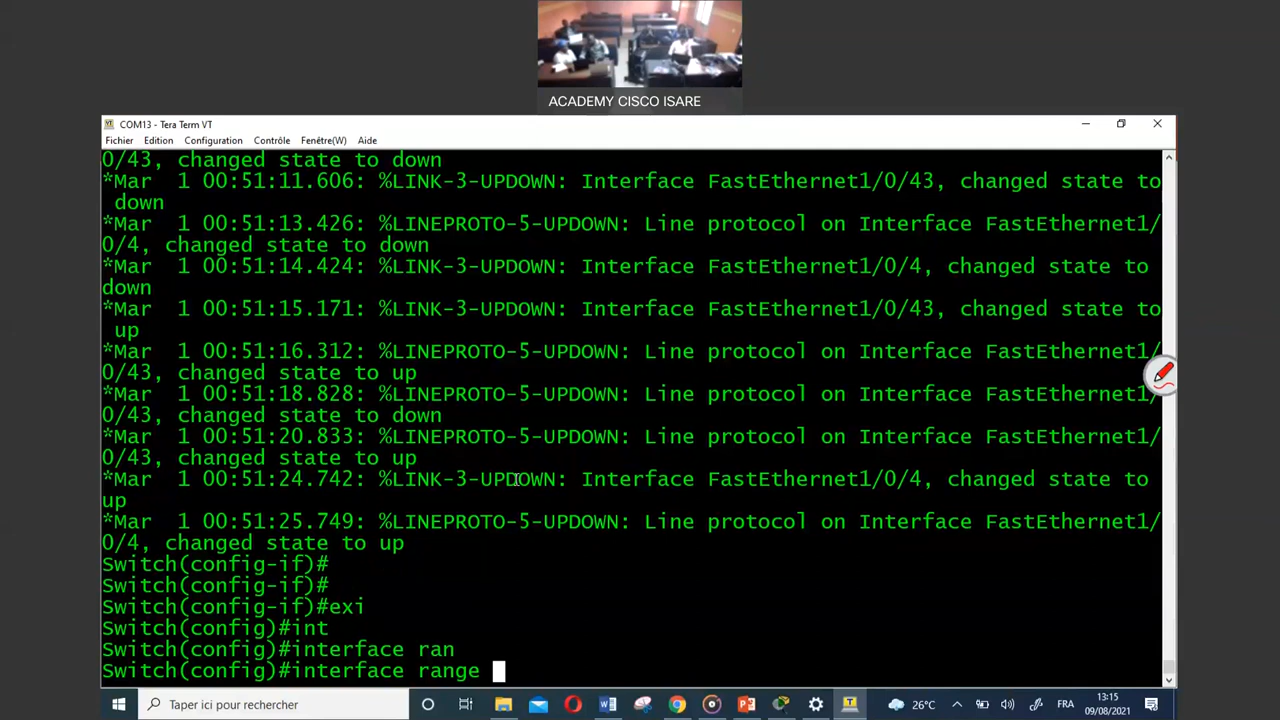 ACADEMY CISCO ISARE
COM13 - Tera Term VT
Fichier Edition Configuration Contrôle Fenêtre(W) Aide
0/43, changed state to down
*Mar  1 00:51:11.606: %LINK-3-UPDOWN: Interface FastEthernet1/0/43, changed state to
 down
*Mar  1 00:51:13.426: %LINEPROTO-5-UPDOWN: Line protocol on Interface FastEthernet1/
0/4, changed state to down
*Mar  1 00:51:14.424: %LINK-3-UPDOWN: Interface FastEthernet1/0/4, changed state to
down
*Mar  1 00:51:15.171: %LINK-3-UPDOWN: Interface FastEthernet1/0/43, changed state to
 up
*Mar  1 00:51:16.312: %LINEPROTO-5-UPDOWN: Line protocol on Interface FastEthernet1/
0/43, changed state to up
*Mar  1 00:51:18.828: %LINEPROTO-5-UPDOWN: Line protocol on Interface FastEthernet1/
0/43, changed state to down
*Mar  1 00:51:20.833: %LINEPROTO-5-UPDOWN: Line protocol on Interface FastEthernet1/
0/43, changed state to up
*Mar  1 00:51:24.742: %LINK-3-UPDOWN: Interface FastEthernet1/0/4, changed state to
up
*Mar  1 00:51:25.749: %LINEPROTO-5-UPDOWN: Line protocol on Interface FastEthernet1/
0/4, changed state to up
Switch(config-if)#
Switch(config-if)#
Switch(config-if)#exi
Switch(config)#int
Switch(config)#interface ran
Switch(config)#interface range
Taper ici pour rechercher
26°C
FRA
13:15
09/08/2021